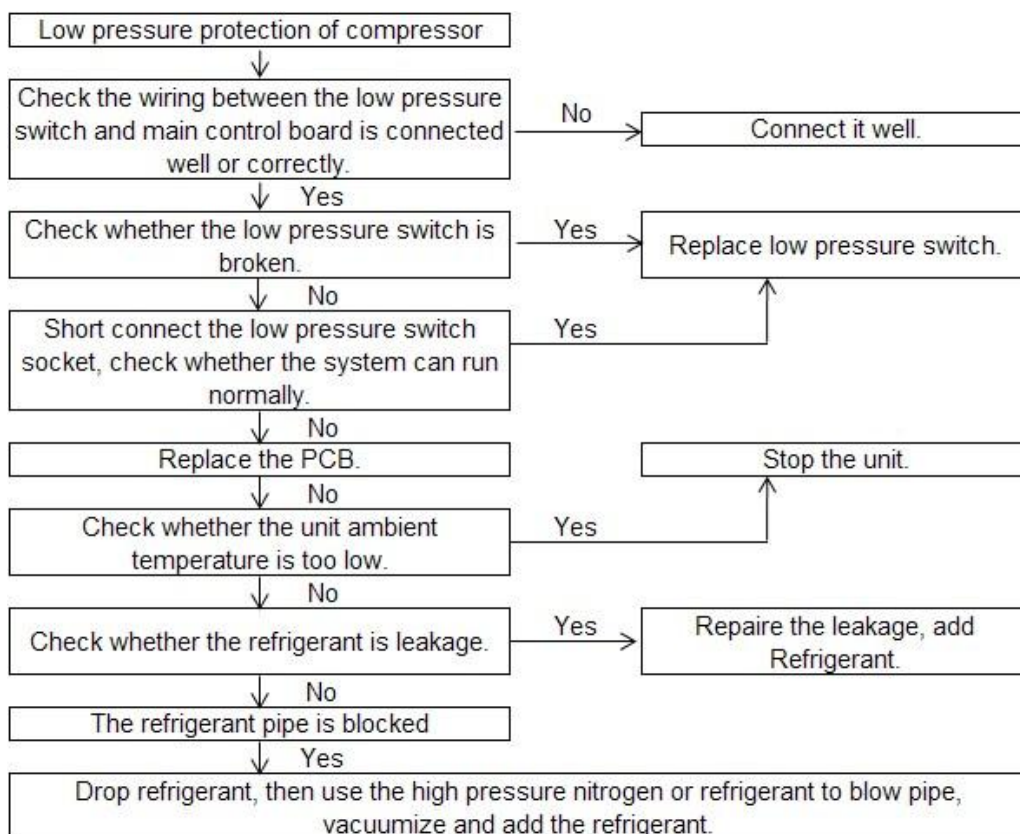 Low pressure protection of compressor
Check the wiring between the low pressure
switch and main control board is connected
well or correctly.
No
Connect it well.
Yes
Check whether the low pressure switch is
broken.
Yes
Replace low pressure switch.
No
Short connect the low pressure switch
socket, check whether the system can run
normally.
Yes
No
Replace the PCB.
Stop the unit.
No
Check whether the unit ambient
temperature is too low.
Yes
No
Check whether the refrigerant is leakage.
Yes
Repaire the leakage, add
Refrigerant.
No
The refrigerant pipe is blocked
Yes
Drop refrigerant, then use the high pressure nitrogen or refrigerant to blow pipe,
vacuumize and add the refrigerant.